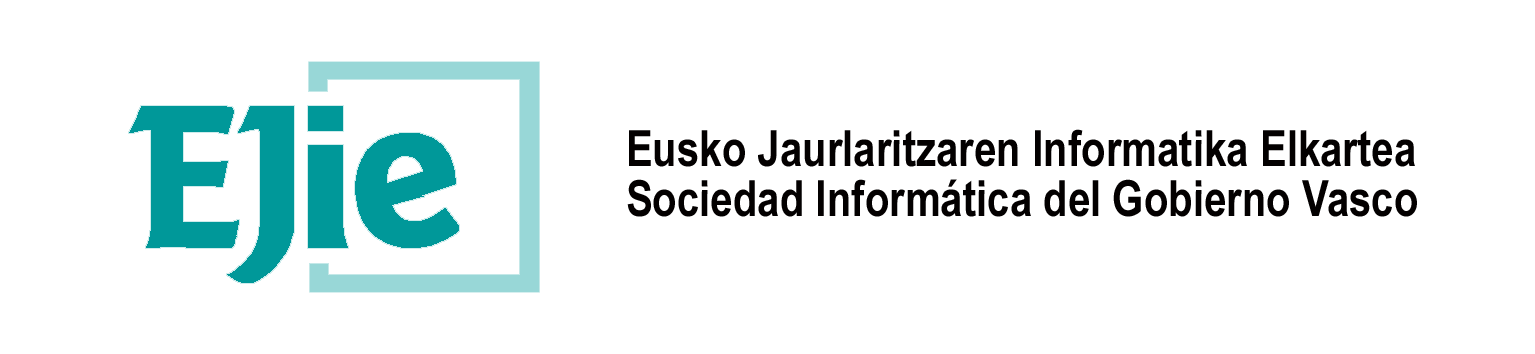 EJie
Eusko Jaurlaritzaren Informatika Elkartea
Sociedad Informática del Gobierno Vasco